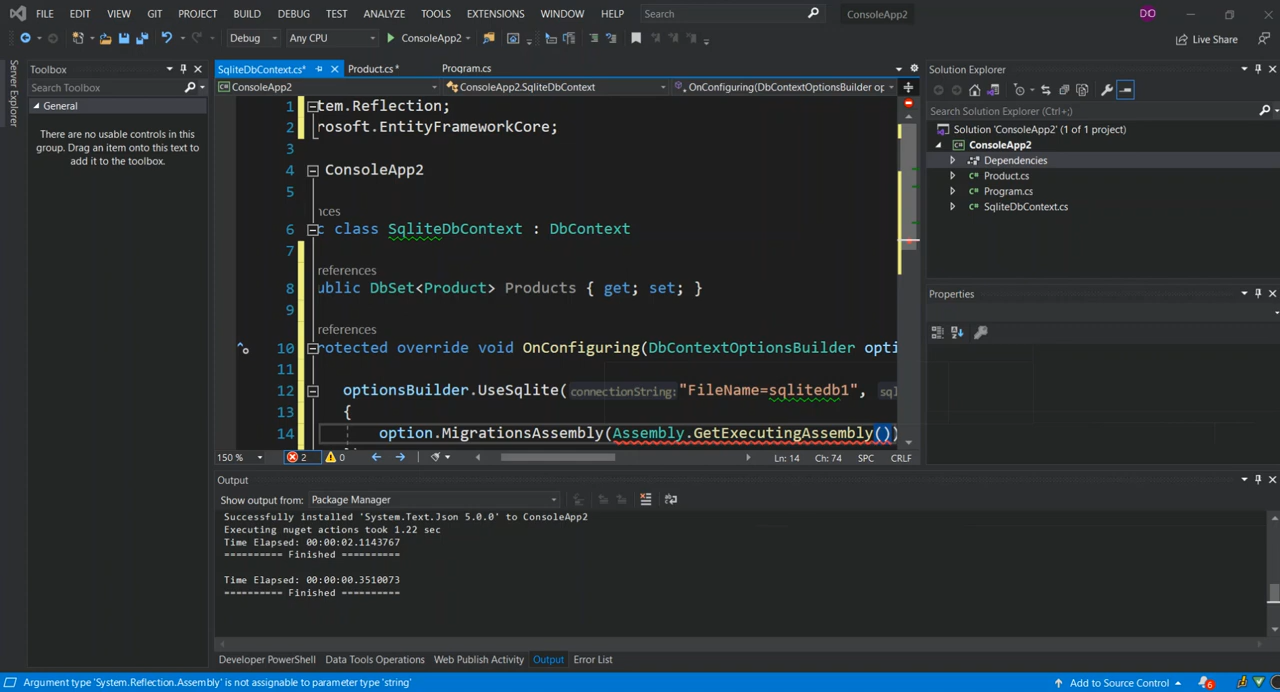 FILE EDIT VIEW GIT PROJECT BUILD DEBUG TEST ANALYZE TOOLS EXTENSIONS WINDOW HELP Search ConsoleApp2 DO
Debug Any CPU ConsoleApp2 Live Share
Server Explorer
Toolbox
Search Toolbox
General
There are no usable controls in this
group. Drag an item onto this text to
add it to the toolbox.
SqliteDbContext.cs* Product.cs* Program.cs
ConsoleApp2 ConsoleApp2.SqliteDbContext OnConfiguring(DbContextOptionsBuilder op
1 tem.Reflection;
2 rosoft.EntityFrameworkCore;
3
4 ConsoleApp2
5
nces
6 c class SqliteDbContext : DbContext
7
references
8 ublic DbSet<Product> Products { get; set; }
9
references
10 rotected override void OnConfiguring(DbContextOptionsBuilder opti
11
12 optionsBuilder.UseSqlite( connectionString: "FileName=sqlitedb1", sql
13 {
14 option.MigrationsAssembly(Assembly.GetExecutingAssembly())
150 % 2 0 Ln: 14 Ch: 74 SPC CRLF
Solution Explorer
Search Solution Explorer (Ctrl+;)
Solution 'ConsoleApp2' (1 of 1 project)
ConsoleApp2
Dependencies
Product.cs
Program.cs
SqliteDbContext.cs
Properties
Output
Show output from: Package Manager
Successfully installed 'System.Text.Json 5.0.0' to ConsoleApp2
Executing nuget actions took 1.22 sec
Time Elapsed: 00:00:02.1143767
========== Finished ==========
Time Elapsed: 00:00:00.3510073
========== Finished ==========
Developer PowerShell Data Tools Operations Web Publish Activity Output Error List
Argument type 'System.Reflection.Assembly' is not assignable to parameter type 'string' Add to Source Control 6